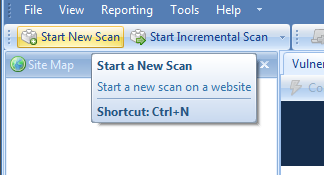 File View Reporting Tools Help
Start New Scan Start Incremental Scan
Site Map
Start a New Scan
Start a new scan on a website
Shortcut: Ctrl+N